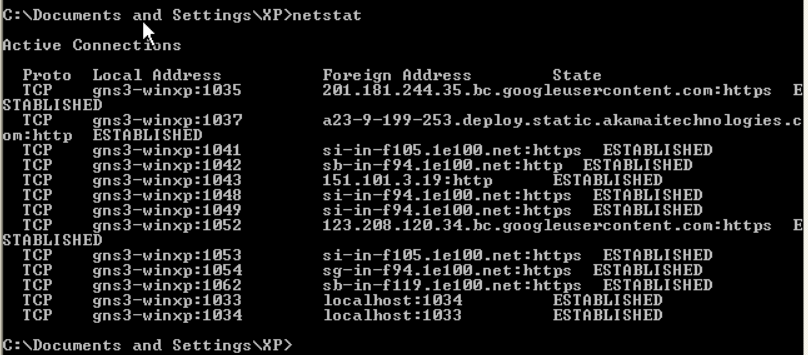 C:\Documents and Settings\XP>netstat
Active Connections
Proto Local Address Foreign Address State
TCP gns3-winxp:1035 201.181.244.35.bc.googleusercontent.com:https E
STABLISHED
TCP gns3-winxp:1037 a23-9-199-253.deploy.static.akamaitechnologies.c
om:http ESTABLISHED
TCP gns3-winxp:1041 si-in-f105.1e100.net:https ESTABLISHED
TCP gns3-winxp:1042 sb-in-f94.1e100.net:http ESTABLISHED
TCP gns3-winxp:1043 151.101.3.19:http ESTABLISHED
TCP gns3-winxp:1048 si-in-f94.1e100.net:https ESTABLISHED
TCP gns3-winxp:1049 si-in-f94.1e100.net:https ESTABLISHED
TCP gns3-winxp:1052 123.208.120.34.bc.googleusercontent.com:https E
STABLISHED
TCP gns3-winxp:1053 si-in-f105.1e100.net:https ESTABLISHED
TCP gns3-winxp:1054 sg-in-f94.1e100.net:https ESTABLISHED
TCP gns3-winxp:1062 sb-in-f119.1e100.net:https ESTABLISHED
TCP gns3-winxp:1033 localhost:1034 ESTABLISHED
TCP gns3-winxp:1034 localhost:1033 ESTABLISHED
C:\Documents and Settings\XP>